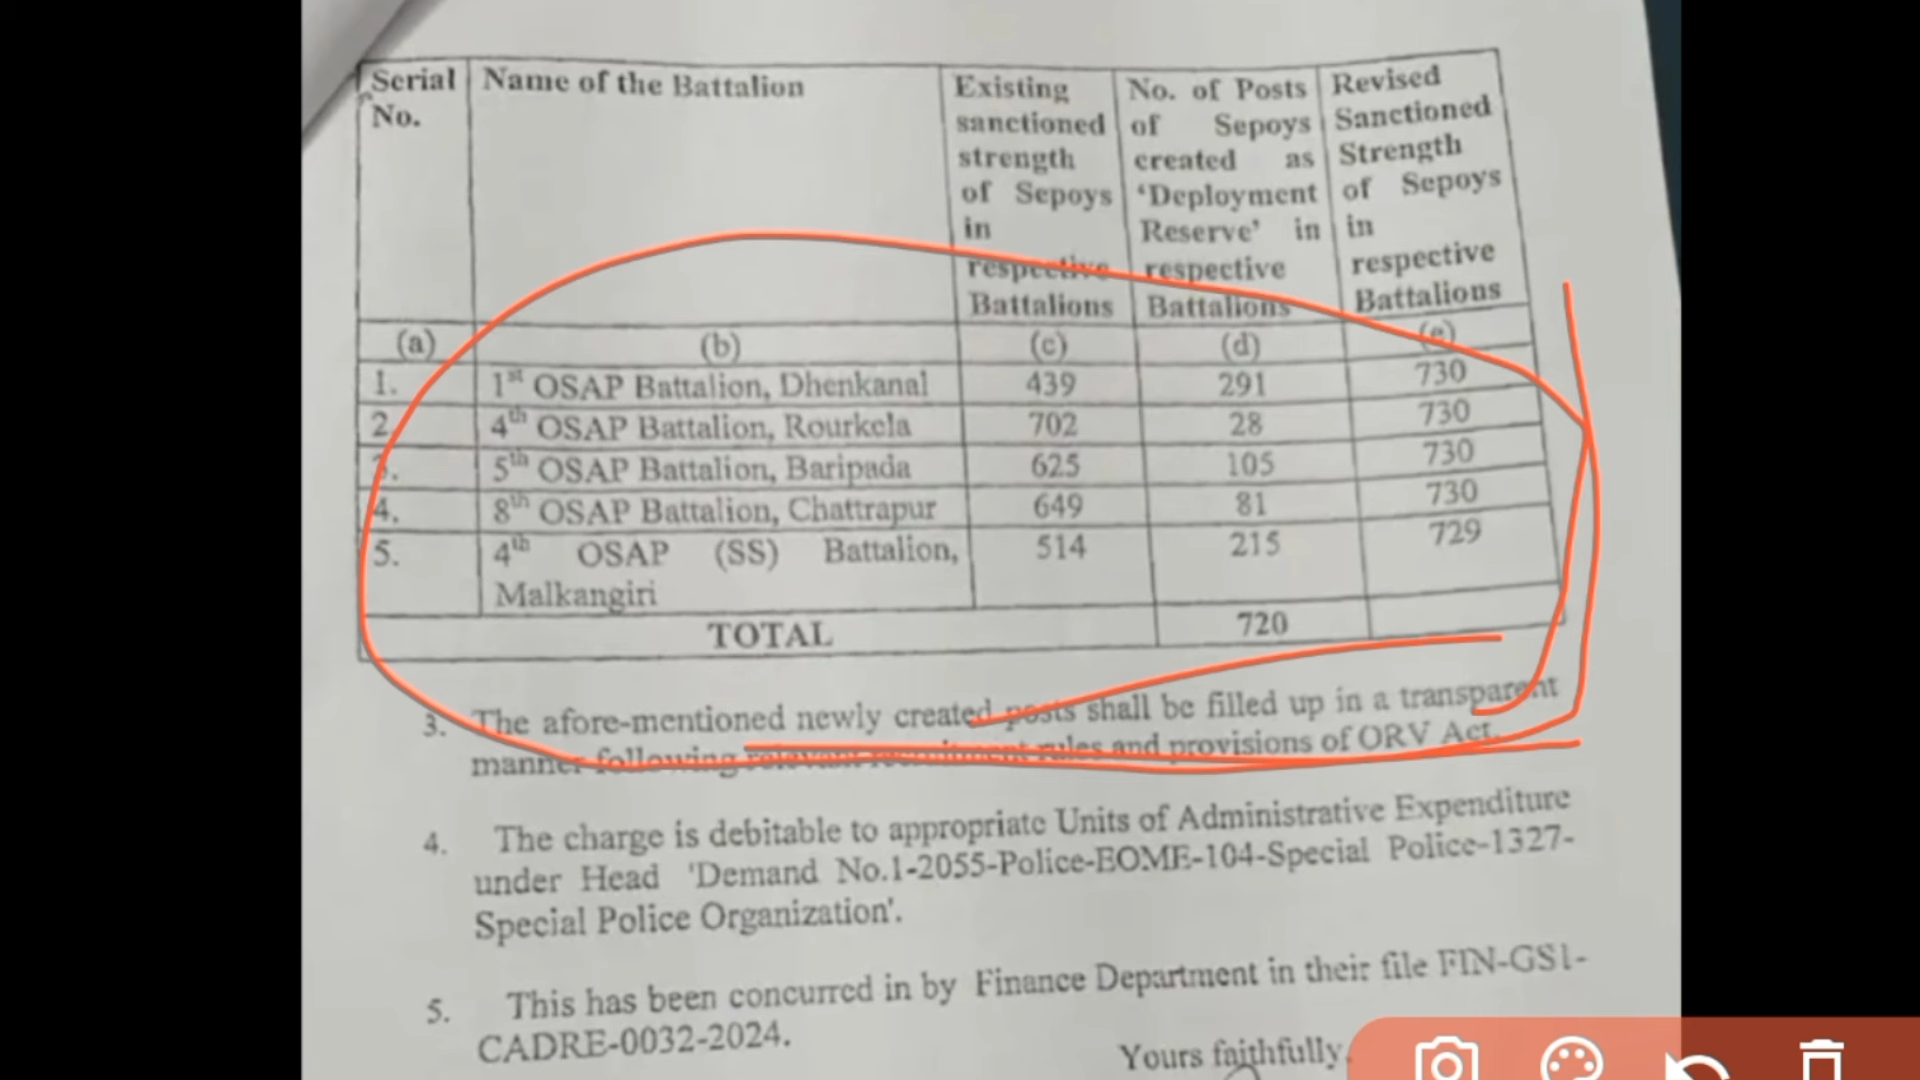 Serial No. | Name of the Battalion | Existing sanctioned strength of Sepoys in respective Battalions | No. of Posts of Sepoys created as 'Deployment Reserve' in respective Battalions | Revised Sanctioned Strength of Sepoys in respective Battalions
(a) | (b) | (c) | (d) | (e)
1. | 1st OSAP Battalion, Dhenkanal | 439 | 291 | 730
2. | 4th OSAP Battalion, Rourkela | 702 | 28 | 730
3. | 5th OSAP Battalion, Baripada | 625 | 105 | 730
4. | 8th OSAP Battalion, Chattrapur | 649 | 81 | 730
5. | 4th OSAP (SS) Battalion, Malkangiri | 514 | 215 | 729
TOTAL | 720
3. The afore-mentioned newly created posts shall be filled up in a transparent
manner following relevant recruitment rules and provisions of ORV Act.
4. The charge is debitable to appropriate Units of Administrative Expenditure
under Head 'Demand No.1-2055-Police-EOME-104-Special Police-1327-
Special Police Organization'.
5. This has been concurred in by Finance Department in their file FIN-GS1-
CADRE-0032-2024.
Yours faithfully,